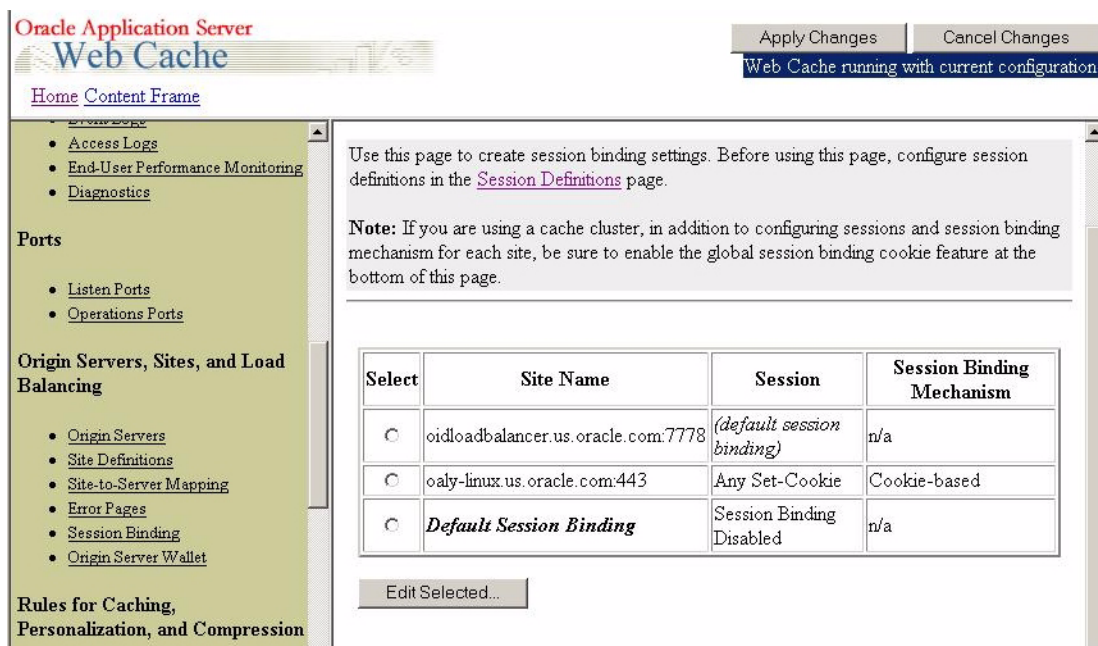 Oracle Application Server
Web Cache
Apply Changes
Cancel Changes
Web Cache running with current configuration
Home Content Frame
Event Logs
Access Logs
End-User Performance Monitoring
Diagnostics
Ports
Listen Ports
Operations Ports
Origin Servers, Sites, and Load
Balancing
Origin Servers
Site Definitions
Site-to-Server Mapping
Error Pages
Session Binding
Origin Server Wallet
Rules for Caching,
Personalization, and Compression
Use this page to create session binding settings. Before using this page, configure session
definitions in the Session Definitions page.
Note: If you are using a cache cluster, in addition to configuring sessions and session binding
mechanism for each site, be sure to enable the global session binding cookie feature at the
bottom of this page.
Select Site Name Session Session Binding
Mechanism
oidloadbalancer.us.oracle.com:7778 (default session
binding) n/a
oaly-linux.us.oracle.com:443 Any Set-Cookie Cookie-based
Default Session Binding Session Binding
Disabled n/a
Edit Selected...